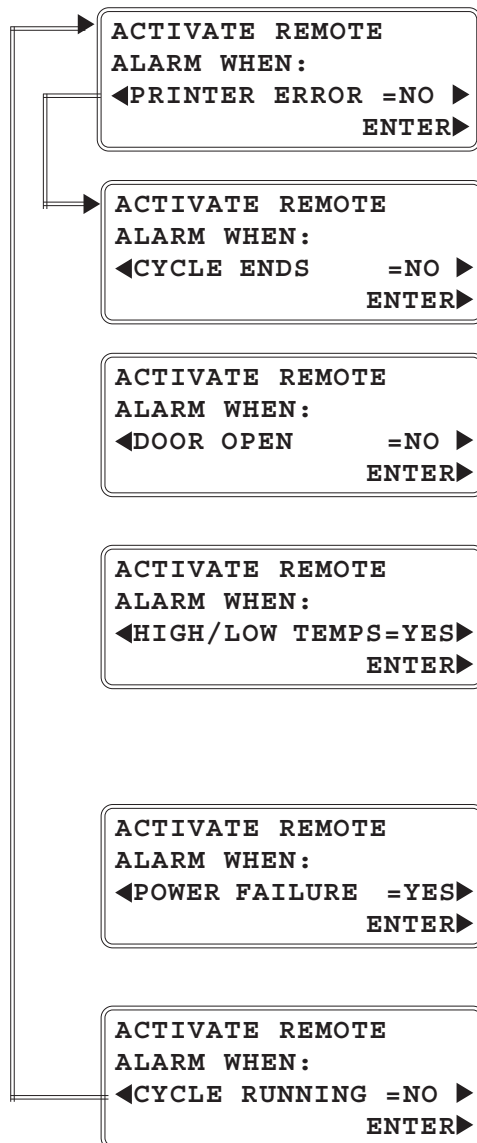 ACTIVATE REMOTE
ALARM WHEN:
◀PRINTER ERROR =NO ▶
ENTER▶
ACTIVATE REMOTE
ALARM WHEN:
◀CYCLE ENDS =NO ▶
ENTER▶
ACTIVATE REMOTE
ALARM WHEN:
◀DOOR OPEN =NO ▶
ENTER▶
ACTIVATE REMOTE
ALARM WHEN:
◀HIGH/LOW TEMPS=YES▶
ENTER▶
ACTIVATE REMOTE
ALARM WHEN:
◀POWER FAILURE =YES▶
ENTER▶
ACTIVATE REMOTE
ALARM WHEN:
◀CYCLE RUNNING =NO ▶
ENTER▶